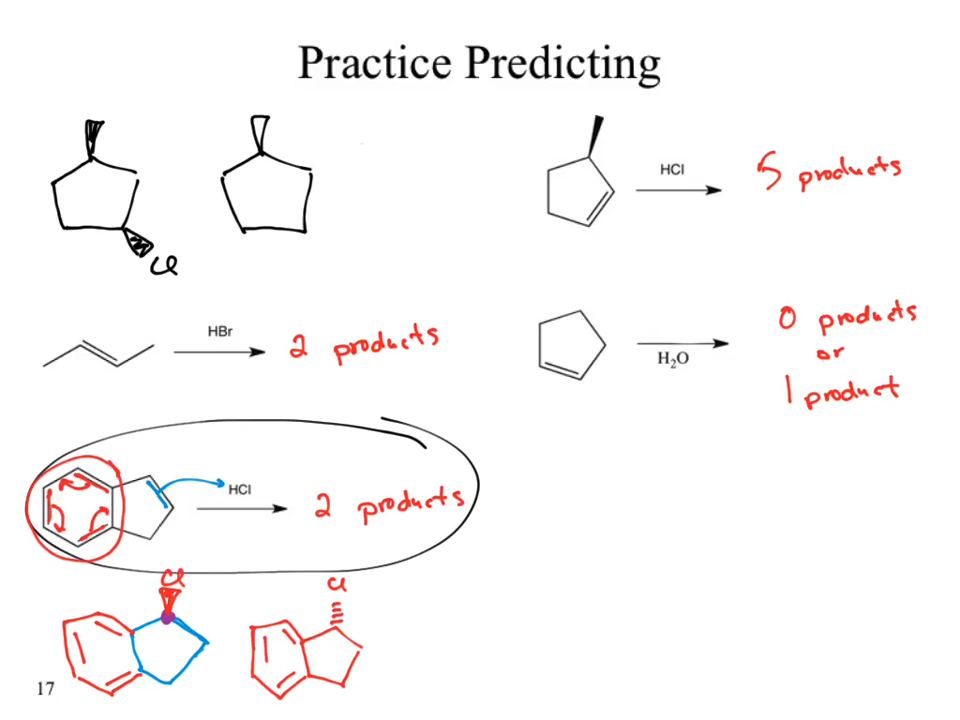 Practice Predicting
Cl
HCl
5 products
HBr
2 products
H₂O
0 products
or
1 product
HCl
2 products
Cl
Cl
17